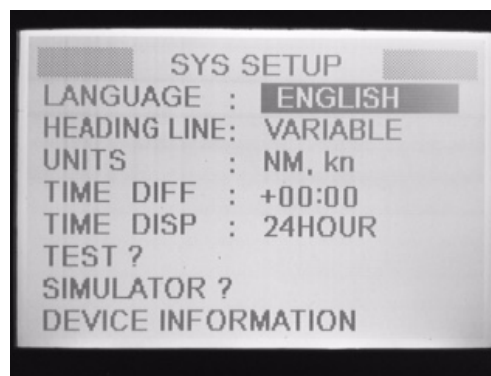 SYS SETUP
LANGUAGE : ENGLISH
HEADING LINE: VARIABLE
UNITS : NM, kn
TIME DIFF : +00:00
TIME DISP : 24HOUR
TEST ?
SIMULATOR ?
DEVICE INFORMATION